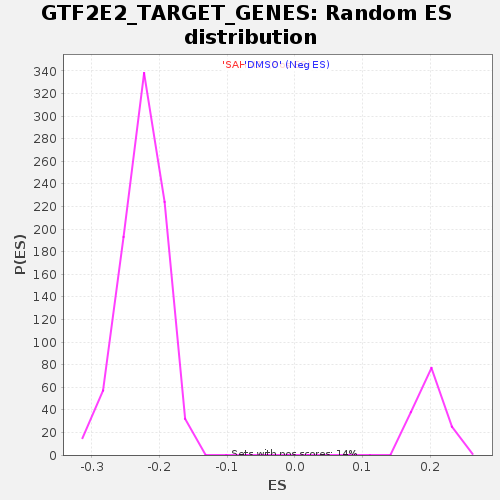 GTF2E2_TARGET_GENES: Random ES
distribution
'SAH'DMSO' (Neg ES)
340
320
300
280
260
240
220
200
180
160
140
120
100
80
60
40
20
0
P(ES)
Sets with pos scores: 14%
-0.3 -0.2 -0.1 0.0 0.1 0.2
ES